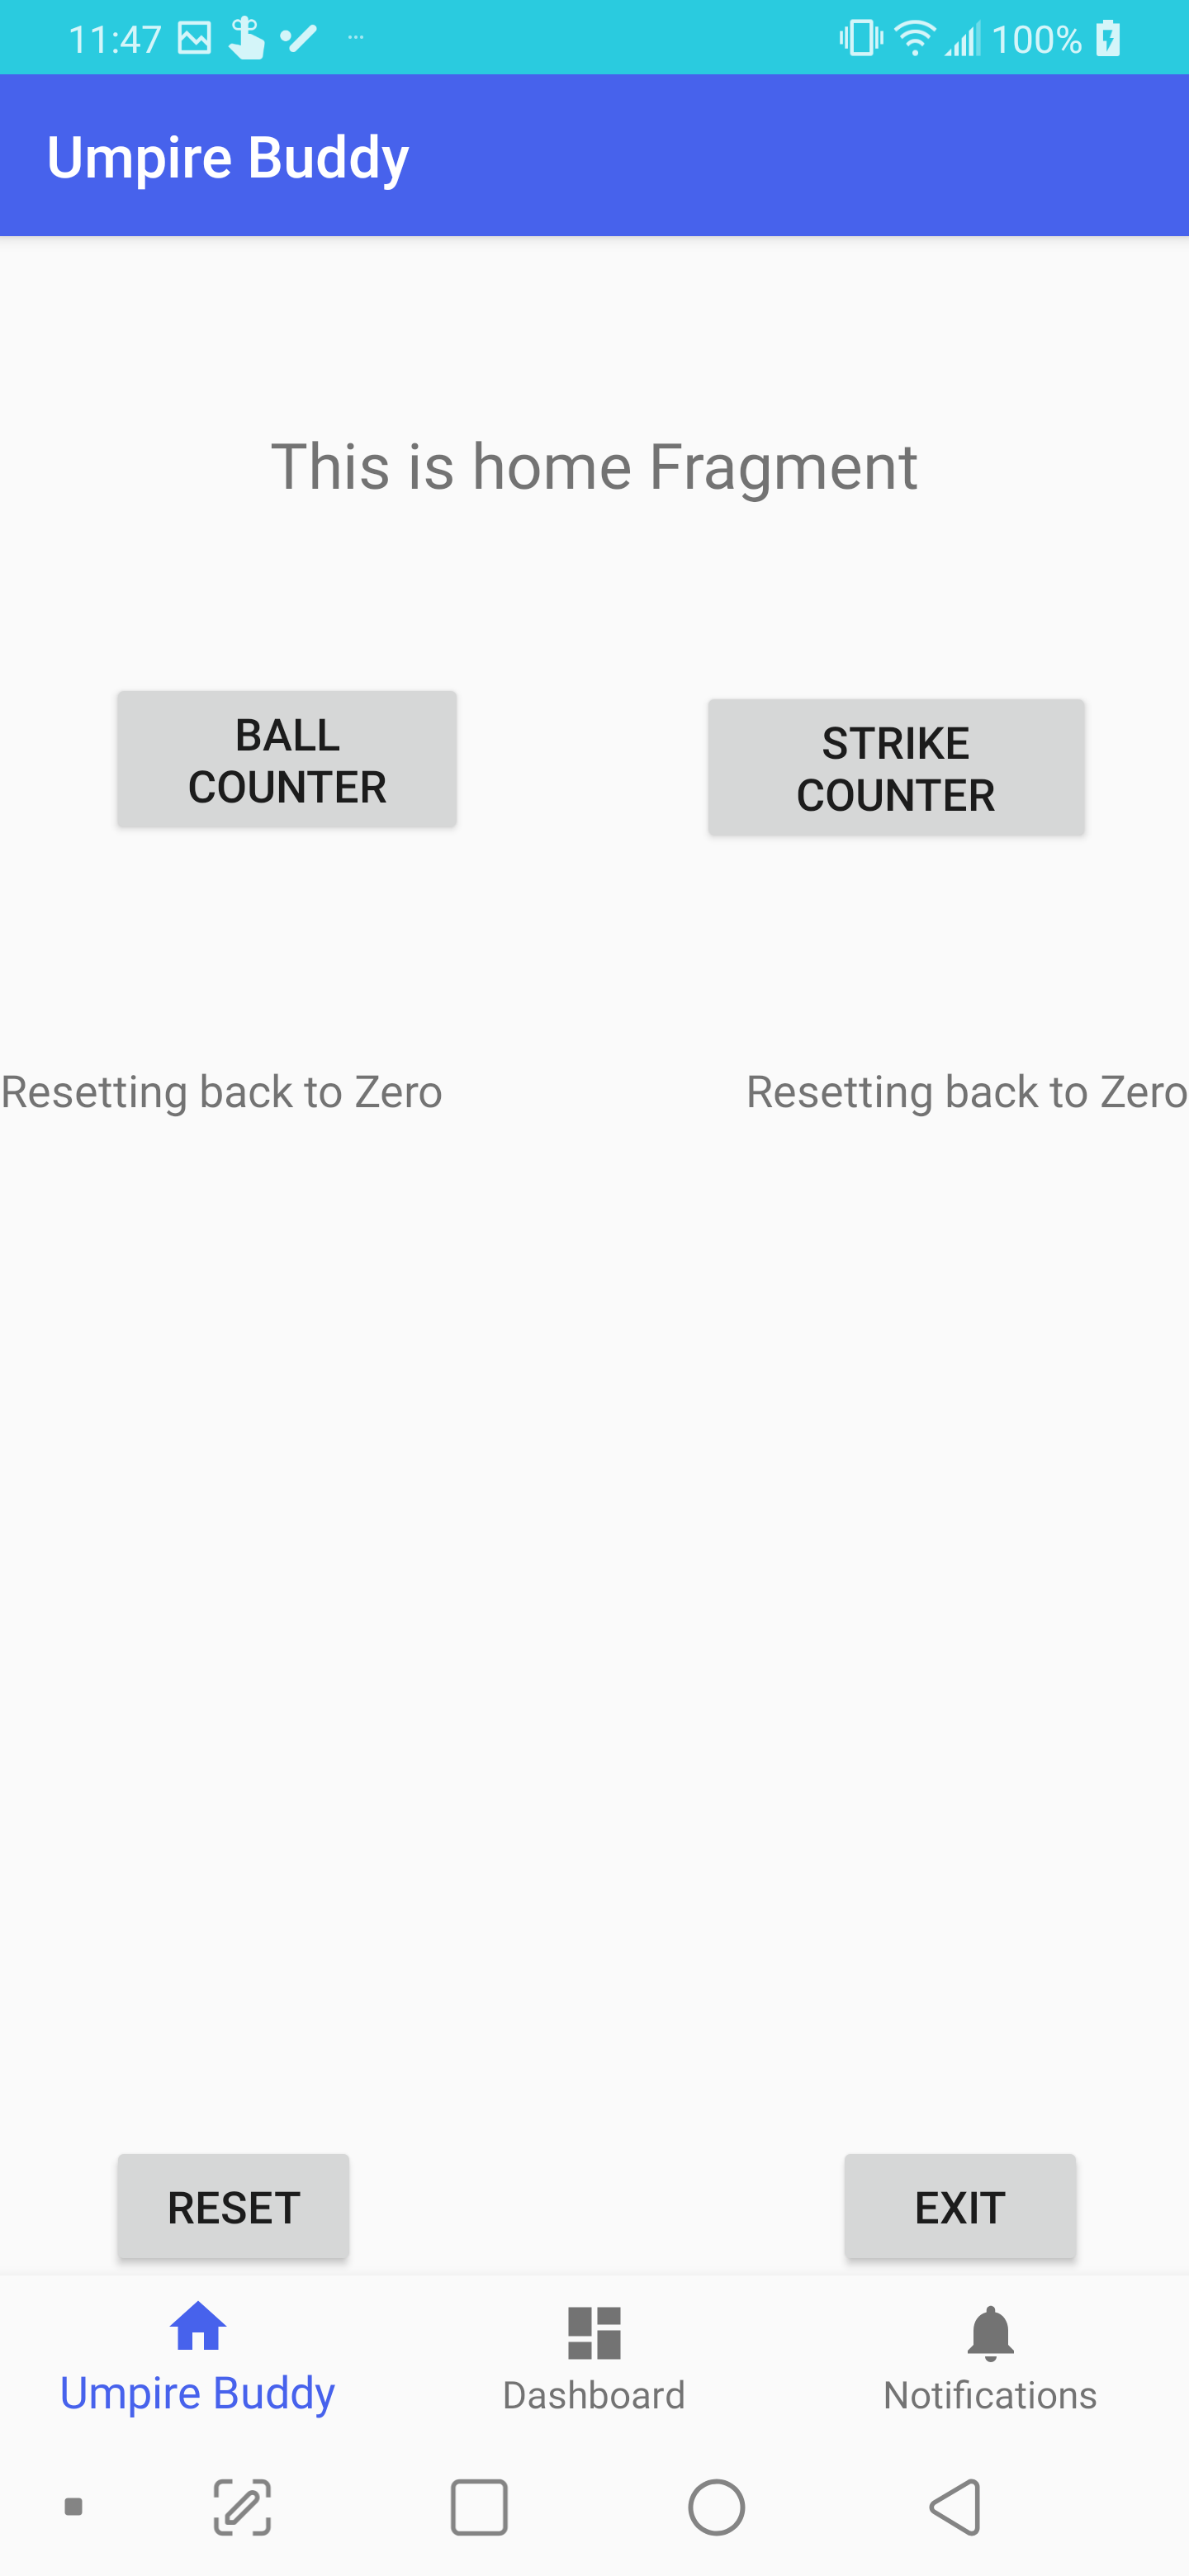 11:47
100%
Umpire Buddy
This is home Fragment
BALL
COUNTER
STRIKE
COUNTER
Resetting back to Zero
Resetting back to Zero
RESET
EXIT
Umpire Buddy
Dashboard
Notifications